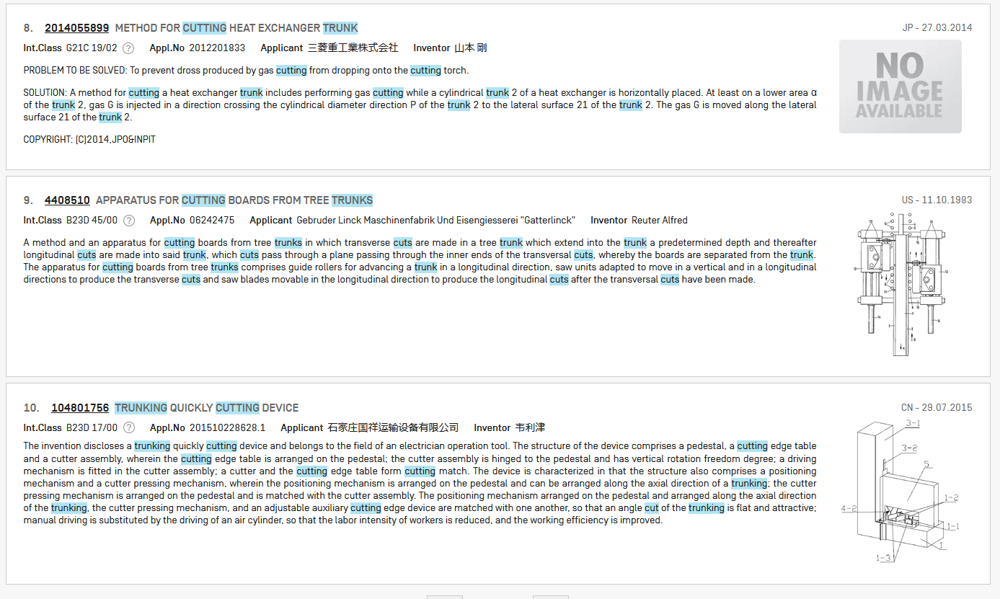 8. 2014055899 METHOD FOR CUTTING HEAT EXCHANGER TRUNK
JP - 27.03.2014
Int.Class G21C 19/02 ? Appl.No 2012201833 Applicant 三菱重工業株式会社 Inventor 山本 剛
NO
IMAGE
AVAILABLE
PROBLEM TO BE SOLVED: To prevent dross produced by gas cutting from dropping onto the cutting torch.
SOLUTION: A method for cutting a heat exchanger trunk includes performing gas cutting while a cylindrical trunk 2 of a heat exchanger is horizontally placed. At least on a lower area α
of the trunk 2, gas G is injected in a direction crossing the cylindrical diameter direction P of the trunk 2 to the lateral surface 21 of the trunk 2. The gas G is moved along the lateral
surface 21 of the trunk 2.
COPYRIGHT: (C)2014,JPO&INPIT
9. 4408510 APPARATUS FOR CUTTING BOARDS FROM TREE TRUNKS
US - 11.10.1983
Int.Class B23D 45/00 ? Appl.No 06242475 Applicant Gebruder Linck Maschinenfabrik Und Eisengiesserei "Gatterlinck" Inventor Reuter Alfred
A method and an apparatus for cutting boards from tree trunks in which transverse cuts are made in a tree trunk which extend into the trunk a predetermined depth and thereafter
longitudinal cuts are made into said trunk, which cuts pass through a plane passing through the inner ends of the transversal cuts, whereby the boards are separated from the trunk.
The apparatus for cutting boards from tree trunks comprises guide rollers for advancing a trunk in a longitudinal direction, saw units adapted to move in a vertical and in a longitudinal
directions to produce the transverse cuts and saw blades movable in the longitudinal direction to produce the longitudinal cuts after the transversal cuts have been made.
10. 104801756 TRUNKING QUICKLY CUTTING DEVICE
CN - 29.07.2015
Int.Class B23D 17/00 ? Appl.No 201510228628.1 Applicant 石家庄国祥运输设备有限公司 Inventor 韦利津
The invention discloses a trunking quickly cutting device and belongs to the field of an electrician operation tool. The structure of the device comprises a pedestal, a cutting edge table
and a cutter assembly, wherein the cutting edge table is arranged on the pedestal; the cutter assembly is hinged to the pedestal and has vertical rotation freedom degree; a driving
mechanism is fitted in the cutter assembly; a cutter and the cutting edge table form cutting match. The device is characterized in that the structure also comprises a positioning
mechanism and a cutter pressing mechanism, wherein the positioning mechanism is arranged on the pedestal and can be arranged along the axial direction of a trunking; the cutter
pressing mechanism is arranged on the pedestal and is matched with the cutter assembly. The positioning mechanism arranged on the pedestal and arranged along the axial direction
of the trunking, the cutter pressing mechanism, and an adjustable auxiliary cutting edge device are matched with one another, so that an angle cut of the trunking is flat and attractive;
manual driving is substituted by the driving of an air cylinder, so that the labor intensity of workers is reduced, and the working efficiency is improved.
3-1
3-2
5
1-2
4-2
1-1
1
1-3